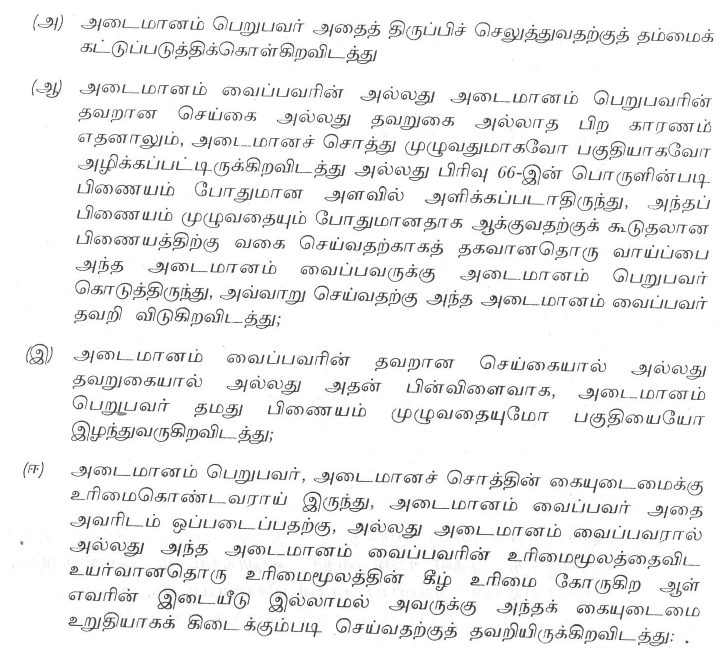 (அ) அடைமானம் பெறுபவர் அதைத் திருப்பிச் செலுத்துவதற்குத் தம்மைக்
கட்டுப்படுத்திக்கொள்கிறவிடத்து
(ஆ) அடைமானம் வைப்பவரின் அல்லது அடைமானம் பெறுபவரின்
தவறான செய்கை அல்லது தவறுகை அல்லாத பிற காரணம்
எதனாலும், அடைமானச் சொத்து முழுவதுமாகவோ பகுதியாகவோ
அழிக்கப்பட்டிருக்கிறவிடத்து அல்லது பிரிவு 66-இன் பொருளின்படி
பிணையம் போதுமான அளவில் அளிக்கப்படாதிருந்து, அந்தப்
பிணையம் முழுவதையும் போதுமானதாக ஆக்குவதற்குக் கூடுதலான
பிணையத்திற்கு வகை செய்வதற்காகத் தகவானதொரு வாய்ப்பை
அந்த அடைமானம் வைப்பவருக்கு அடைமானம் பெறுபவர்
கொடுத்திருந்து, அவ்வாறு செய்வதற்கு அந்த அடைமானம் வைப்பவர்
தவறி விடுகிறவிடத்து;
(இ) அடைமானம் வைப்பவரின் தவறான செய்கையால் அல்லது
தவறுகையால் அல்லது அதன் பின்விளைவாக, அடைமானம்
பெறுபவர் தமது பிணையம் முழுவதையுமோ பகுதியையோ
இழந்துவருகிறவிடத்து;
(ஈ) அடைமானம் பெறுபவர், அடைமானச் சொத்தின் கையுடைமைக்கு
உரிமைகொண்டவராய் இருந்து, அடைமானம் வைப்பவர் அதை
அவரிடம் ஒப்படைப்பதற்கு, அல்லது அடைமானம் வைப்பவரால்
அல்லது அந்த அடைமானம் வைப்பவரின் உரிமைமூலத்தைவிட
உயர்வானதொரு உரிமைமூலத்தின் கீழ் உரிமை கோருகிற ஆள்
எவரின் இடையீடு இல்லாமல் அவருக்கு அந்தக் கையுடைமை
உறுதியாகக் கிடைக்கும்படி செய்வதற்குத் தவறியிருக்கிறவிடத்து: .